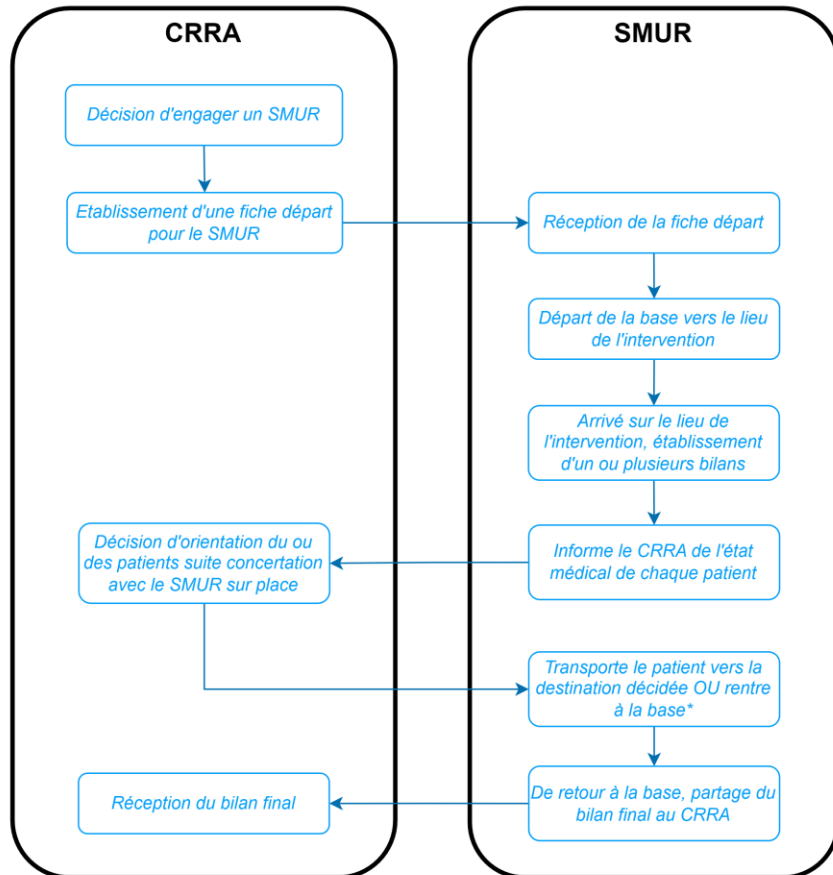 CRRA
SMUR
Décision d'engager un SMUR
Etablissement d'une fiche départ
pour le SMUR
Réception de la fiche départ
Départ de la base vers le lieu
de l'intervention
Arrivé sur le lieu de
l'intervention, établissement
d'un ou plusieurs bilans
Informe le CRRA de l'état
médical de chaque patient
Décision d'orientation du ou
des patients suite concertation
avec le SMUR sur place
Transporte le patient vers la
destination décidée OU rentre
à la base*
De retour à la base, partage du
bilan final au CRRA
Réception du bilan final